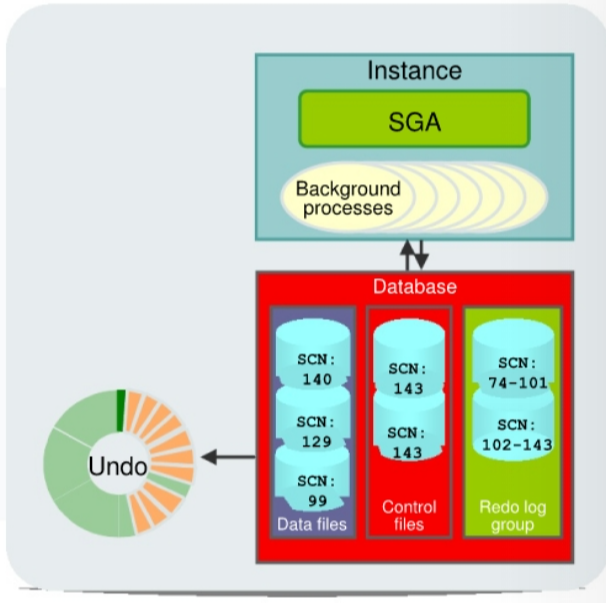 Instance
SGA
Background
processes
Database
SCN:
140
SCN:
129
SCN:
99
Data files
SCN:
143
SCN:
143
Control
files
SCN:
74-101
SCN:
102-143
Redo log
group
Undo